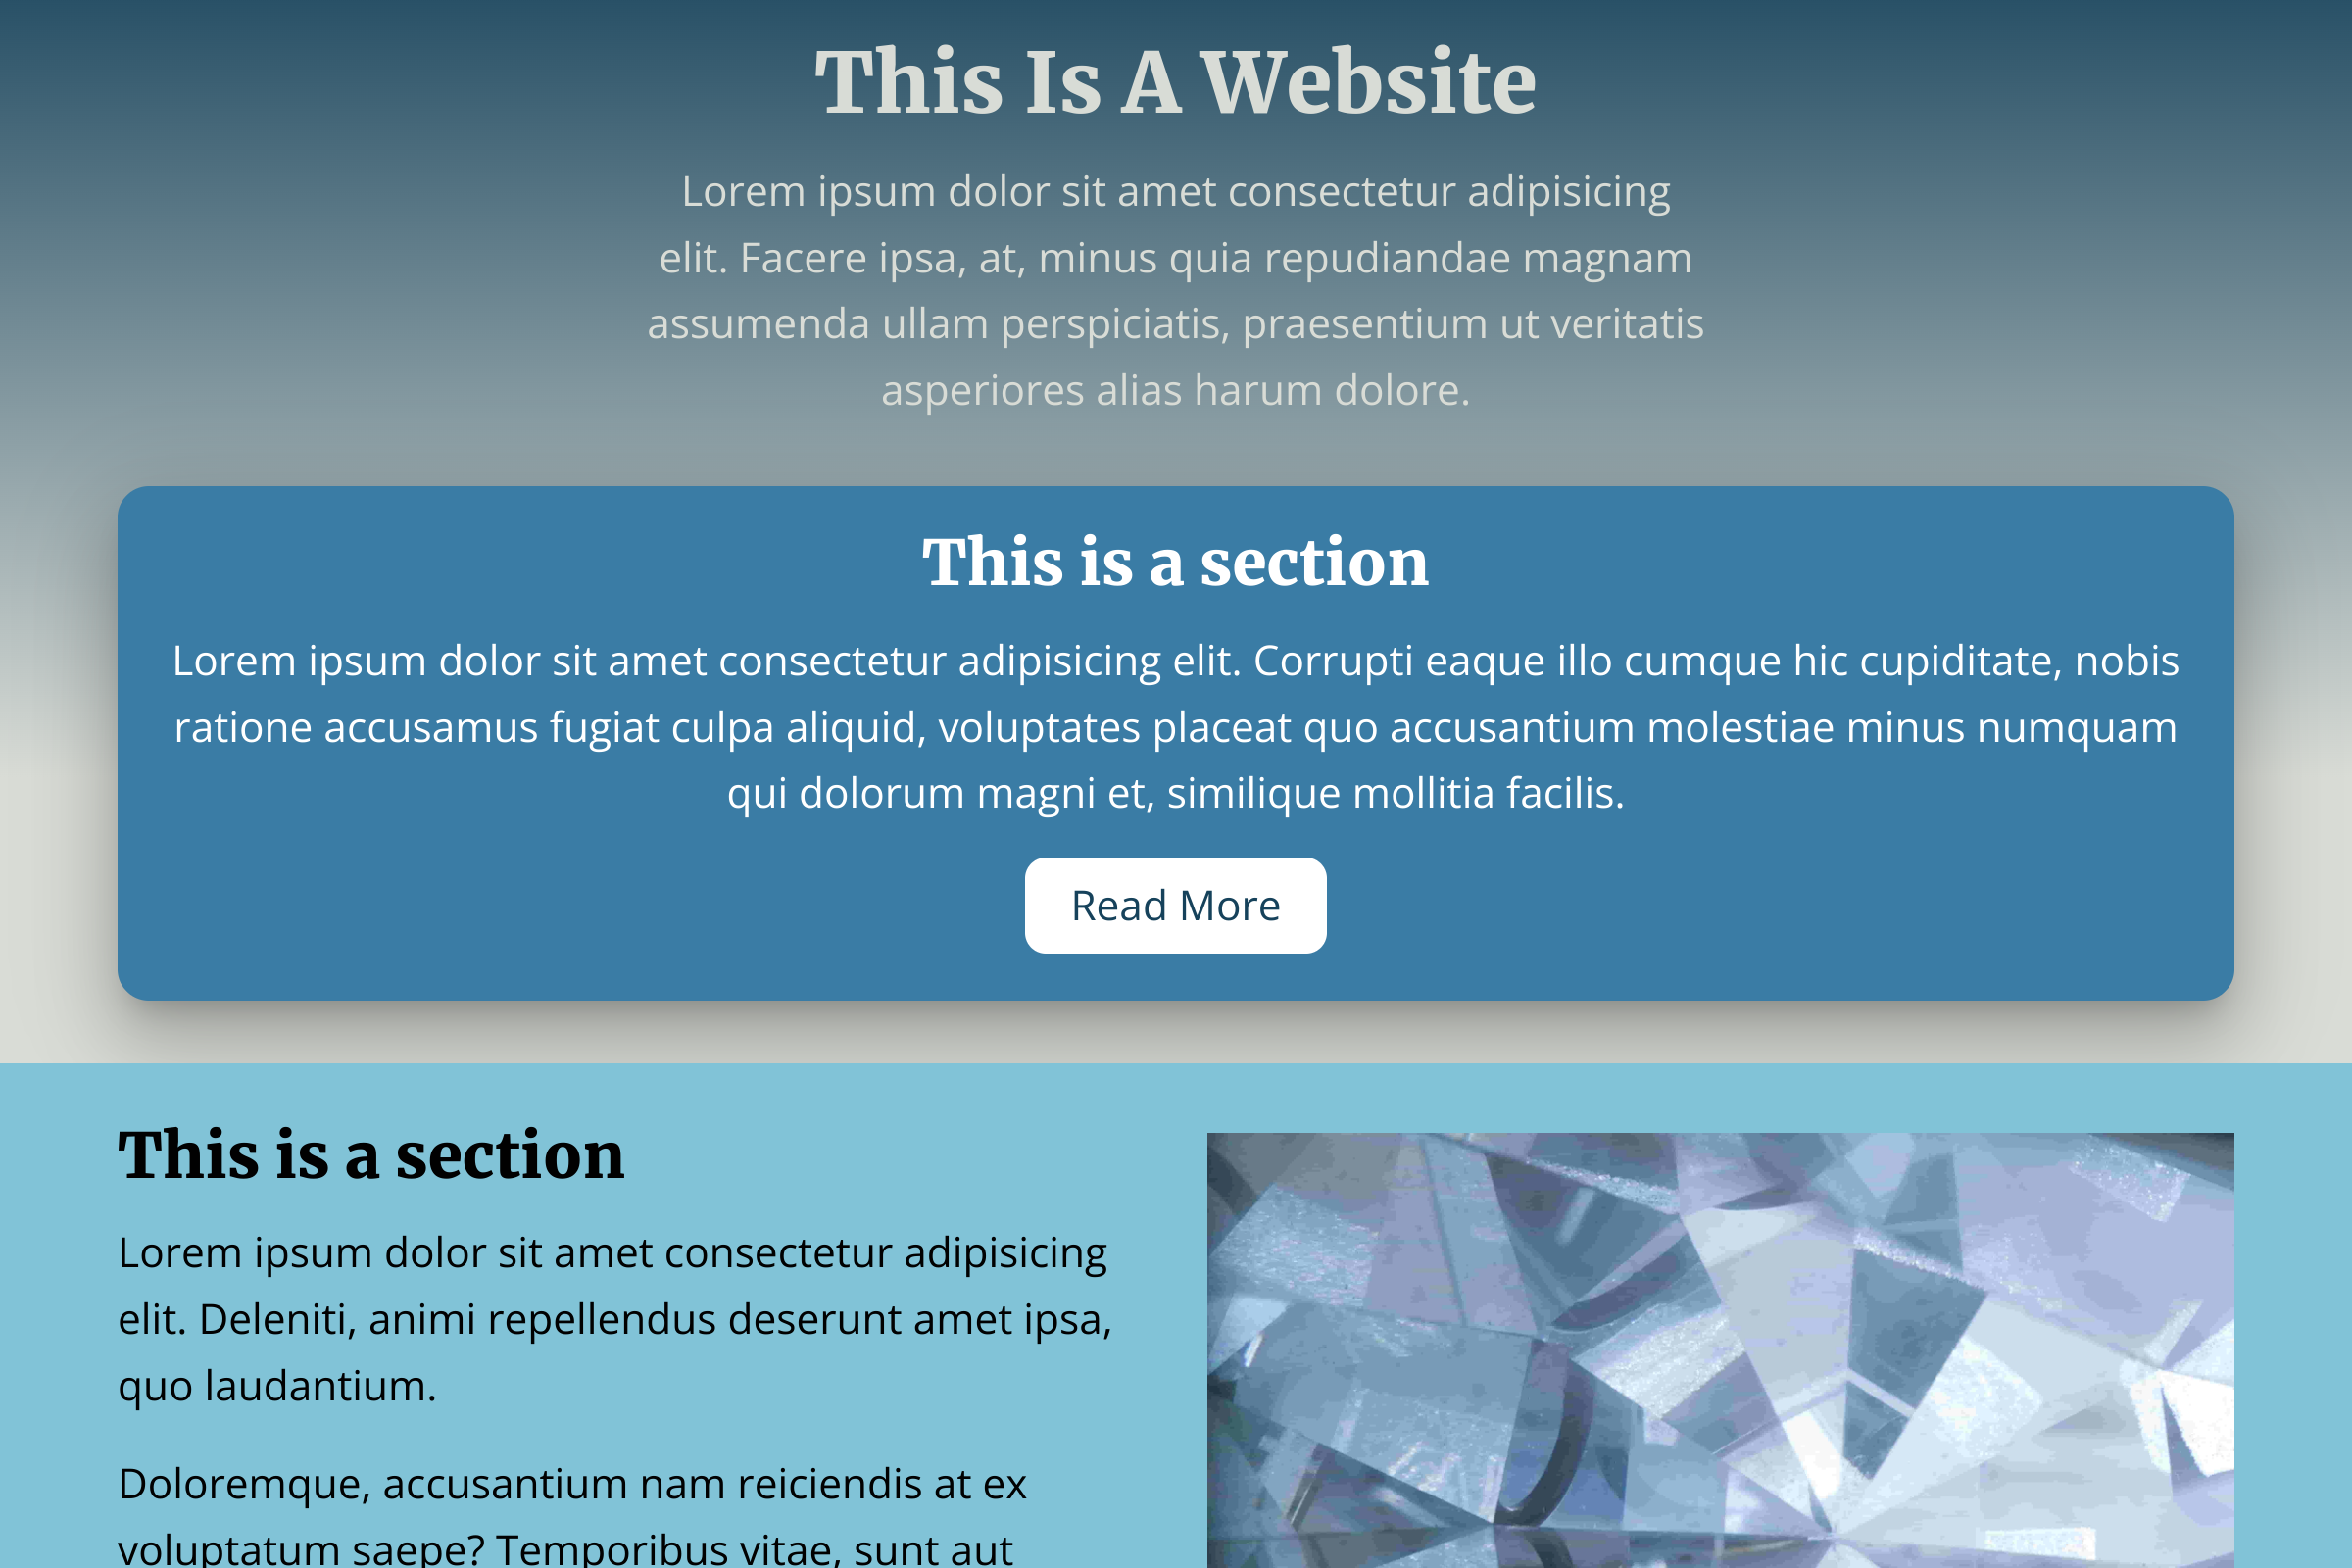 This Is A Website
Lorem ipsum dolor sit amet consectetur adipisicing
elit. Facere ipsa, at, minus quia repudiandae magnam
assumenda ullam perspiciatis, praesentium ut veritatis
asperiores alias harum dolore.
This is a section
Lorem ipsum dolor sit amet consectetur adipisicing elit. Corrupti eaque illo cumque hic cupiditate, nobis
ratione accusamus fugiat culpa aliquid, voluptates placeat quo accusantium molestiae minus numquam
qui dolorum magni et, similique mollitia facilis.
Read More
This is a section
Lorem ipsum dolor sit amet consectetur adipisicing
elit. Deleniti, animi repellendus deserunt amet ipsa,
quo laudantium.
Doloremque, accusantium nam reiciendis at ex
voluptatum saepe? Temporibus vitae, sunt aut